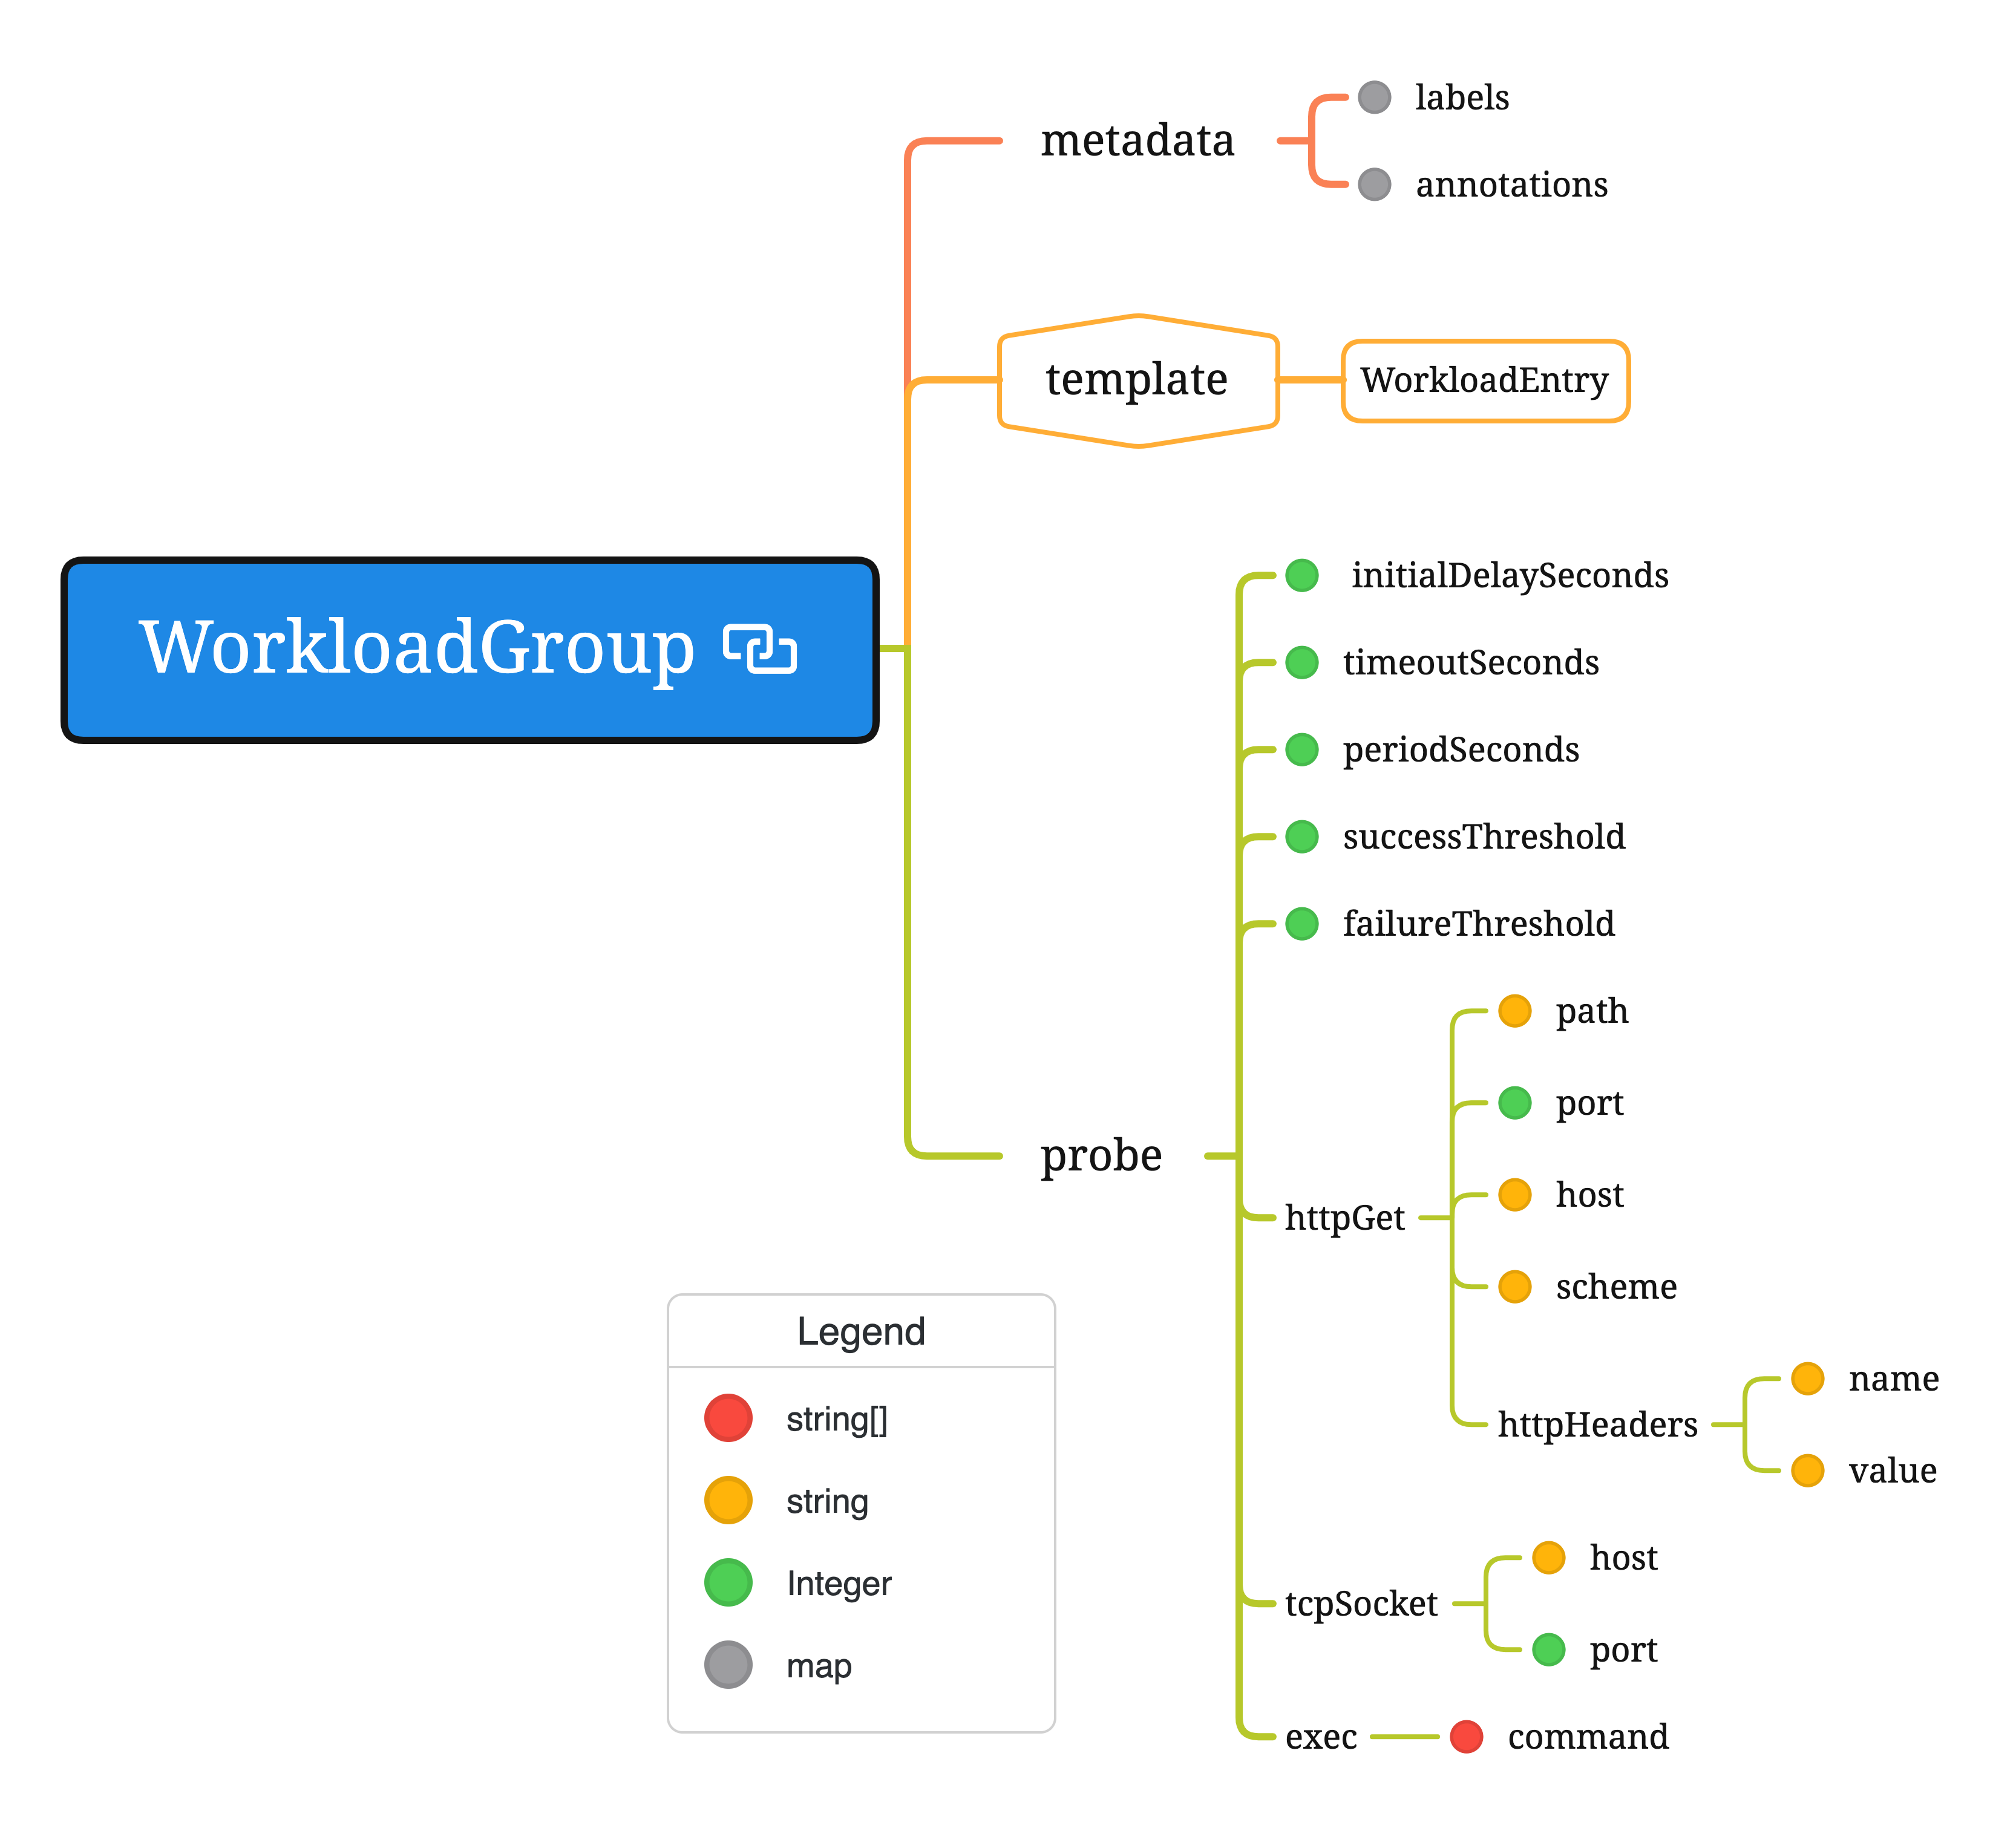 labels
metadata
annotations
template
WorkloadEntry
WorkloadGroup
initialDelaySeconds
timeoutSeconds
periodSeconds
successThreshold
failureThreshold
probe
httpGet
path
port
host
scheme
httpHeaders
name
value
tcpSocket
host
port
exec
command
Legend
string[]
string
Integer
map